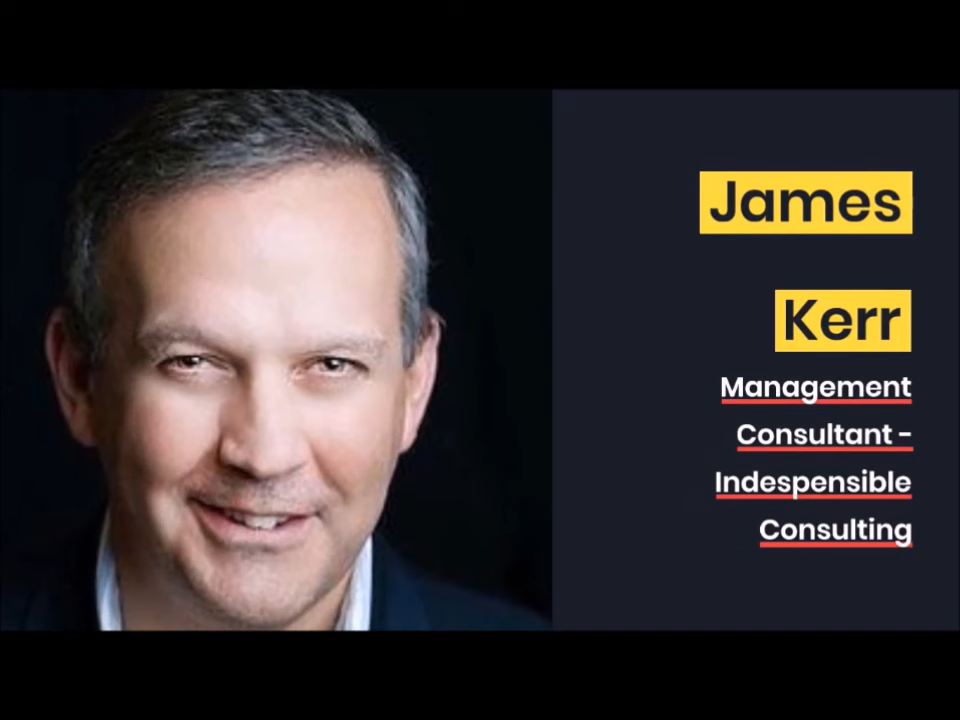 James
Kerr
Management
Consultant -
Indespensible
Consulting